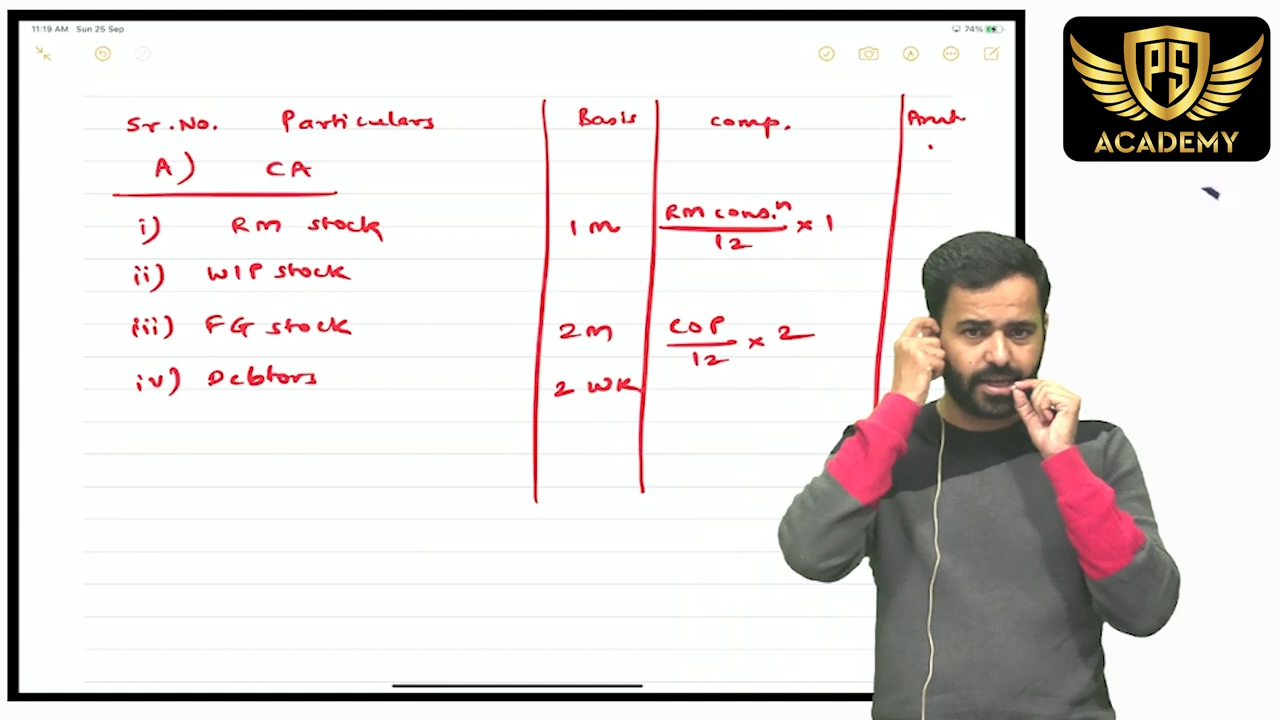 11:19 AM Sun 25 Sep 74%
PS
ACADEMY
Sr. No. Particulars Basis comp. Amt.
A) CA
i) RM stock 1 m RM consⁿ. / 12 × 1
ii) WIP stock
iii) FG stock 2 m COP / 12 × 2
iv) Debtors 2 WK